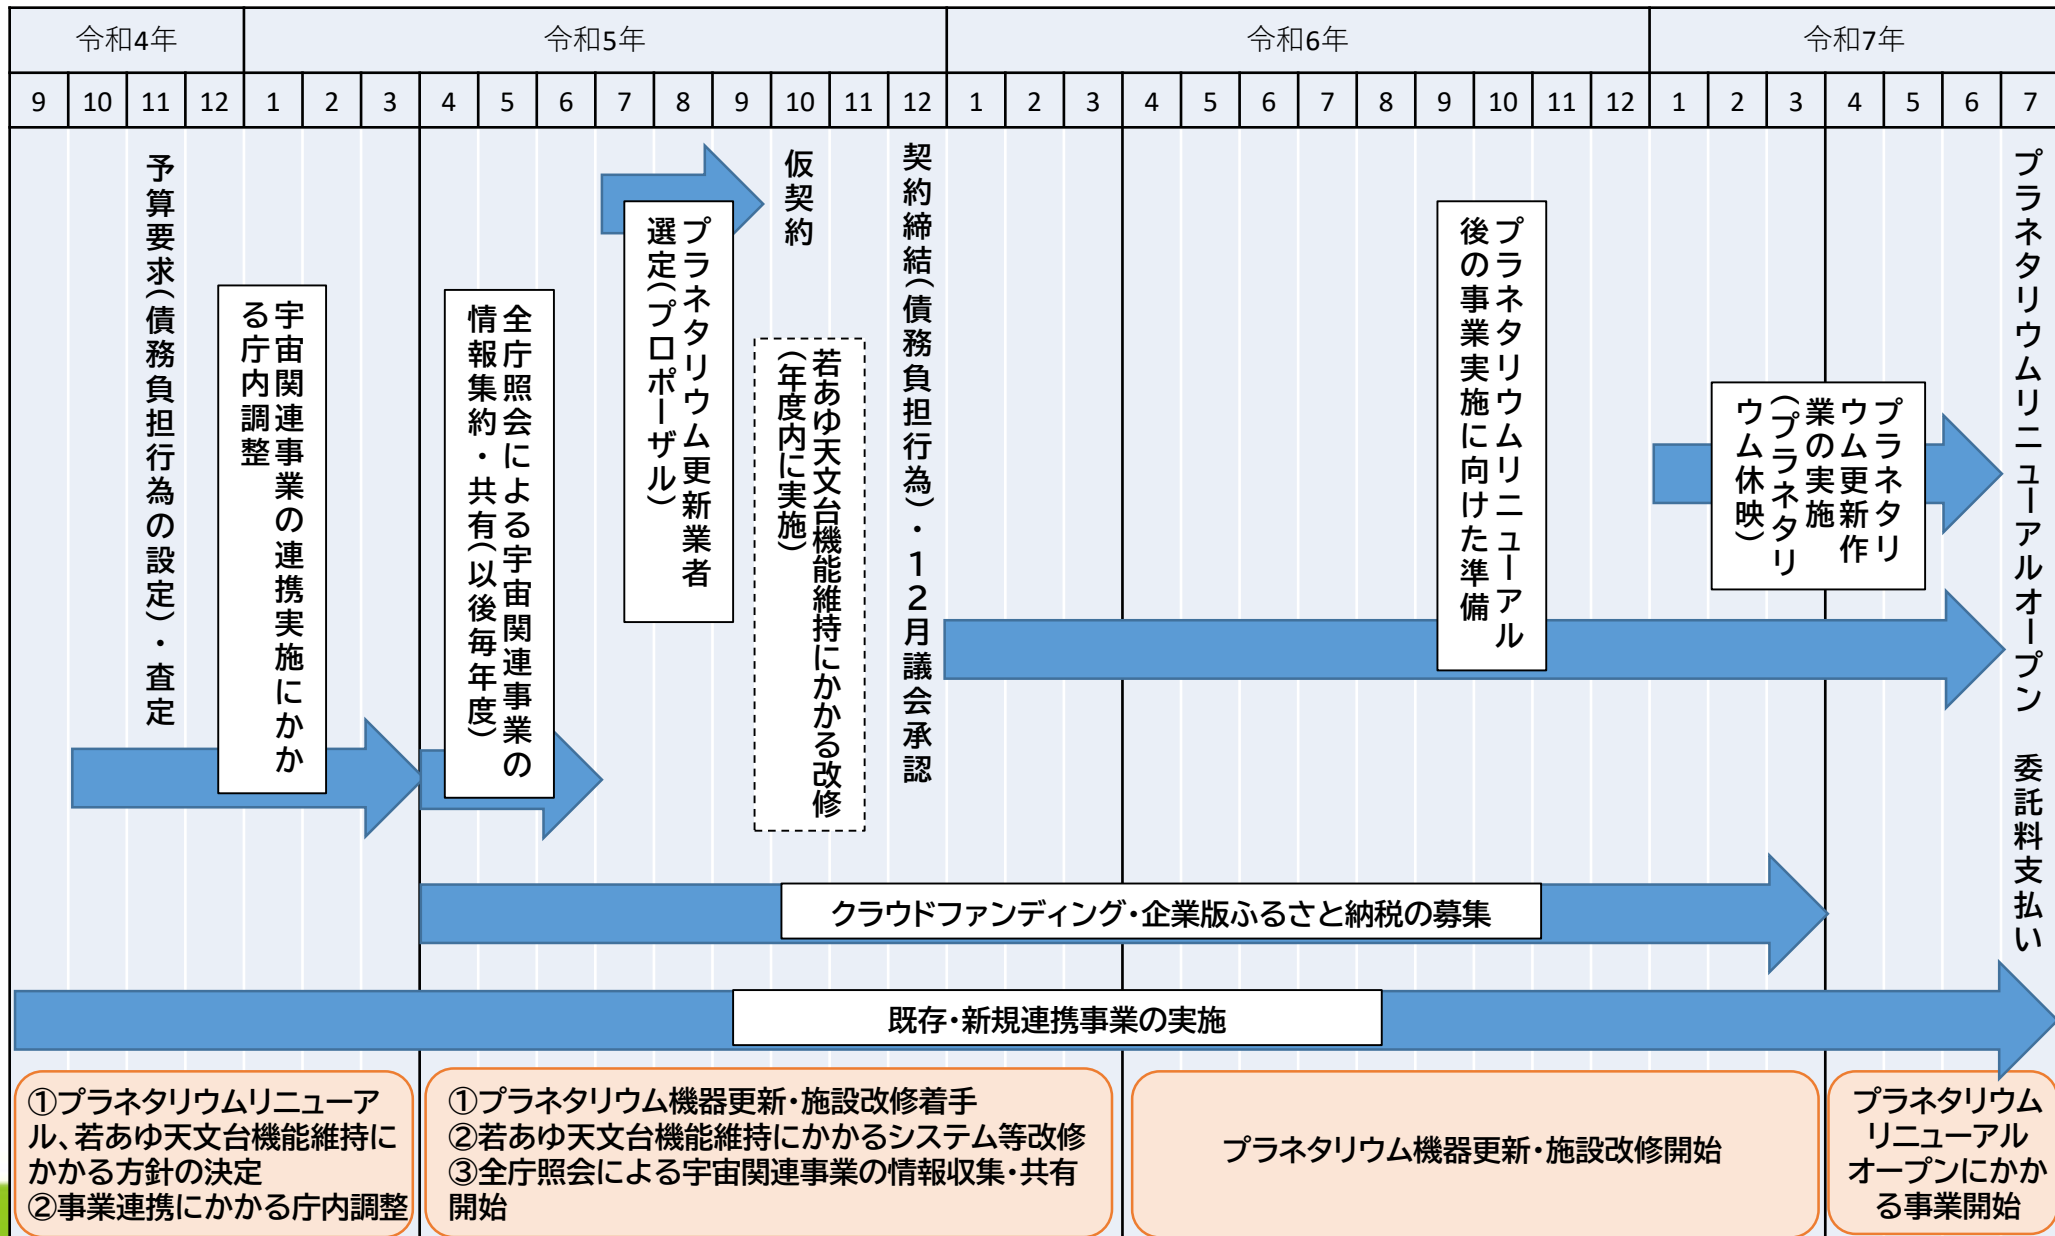 令和4年 令和5年 令和6年 令和7年
9 10 11 12 1 2 3 4 5 6 7 8 9 10 11 12 1 2 3 4 5 6 7 8 9 10 11 12 1 2 3 4 5 6 7
予算要求(債務負担行為の設定)・査定
宇宙関連事業の連携実施にかか
る庁内調整
全庁照会による宇宙関連事業の
情報集約・共有(以後毎年度)
プラネタリウム更新業者
選定(プロポーザル)
仮契約
若あゆ天文台機能維持にかかる改修
(年度内に実施)
契約締結(債務負担行為)・12月議会承認
プラネタリウムリニューアル
後の事業実施に向けた準備
プラネタリ
ウム更新作
業の実施
(プラネタリ
ウム休映)
プラネタリウムリニューアルオープン 委託料支払い
クラウドファンディング・企業版ふるさと納税の募集
既存・新規連携事業の実施
①プラネタリウムリニューア
ル、若あゆ天文台機能維持に
かかる方針の決定
②事業連携にかかる庁内調整
①プラネタリウム機器更新・施設改修着手
②若あゆ天文台機能維持にかかるシステム等改修
③全庁照会による宇宙関連事業の情報収集・共有
開始
プラネタリウム機器更新・施設改修開始
プラネタリウム
リニューアル
オープンにかか
る事業開始